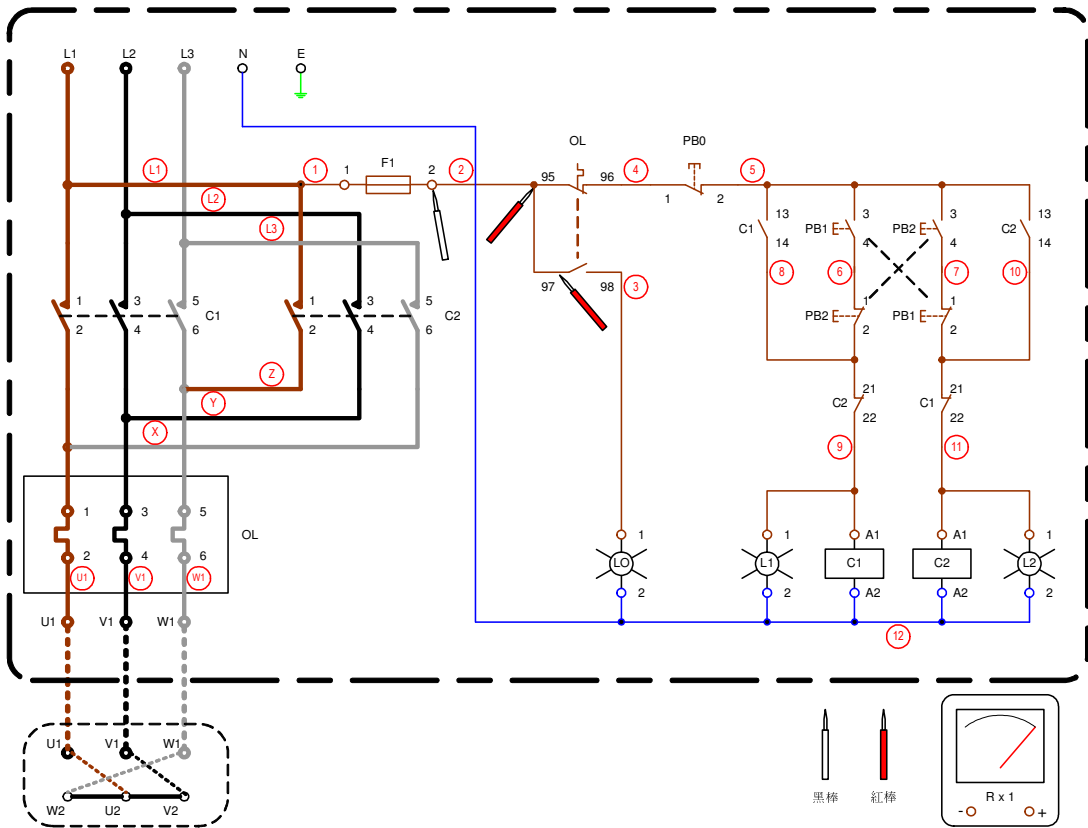 L1 L2 L3 N E
OL PB0
L1 1 1 F1 2 2 95 96 4 5
L2 1 2
L3 C1 13 14 PB1 3 4 PB2 3 4 C2 13 14
8 6 7 10
97 98 3
1 3 5 C1 1 3 5 C2
2 4 6 2 4 6
PB2 1 2 PB1 1 2
Z
Y
X
C2 21 22 C1 21 22
9 11
1 3 5
OL
2 4 6
U1 V1 W1
1 1 A1 A1 1
LO L1 C1 C2 L2
2 2 A2 A2 2
U1 V1 W1
12
U1 V1 W1
W2 U2 V2
黑棒 紅棒
R x 1
- +